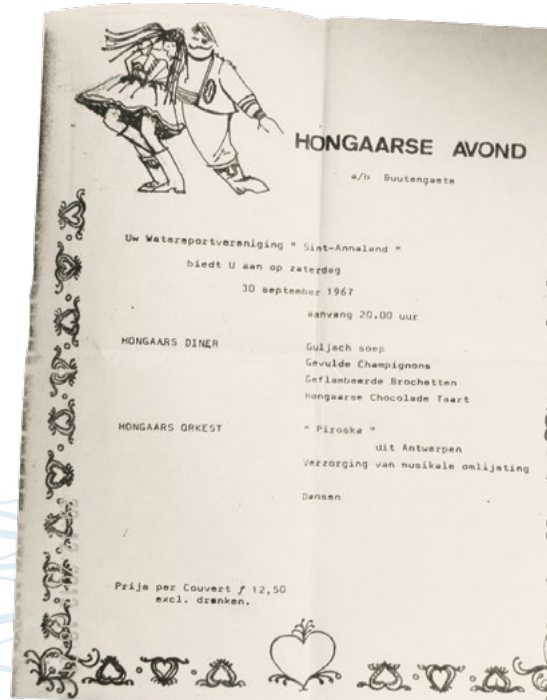 HONGAARSE AVOND
a/b Buutengaets
Uw Watersportvereniging " Sint-Annaland "
biedt U aan op zaterdag
30 september 1967
aanvang 20.00 uur
HONGAARS DINER
Guljach soep
Gevulde Champignons
Geflambeerde Brochetten
Hongaarse Chocolade Taart
HONGAARS ORKEST
" Piroska "
uit Antwerpen
Verzorging van musikale omlijsting
Dansen
Prijs per Couvert ƒ 12,50
excl. dranken.